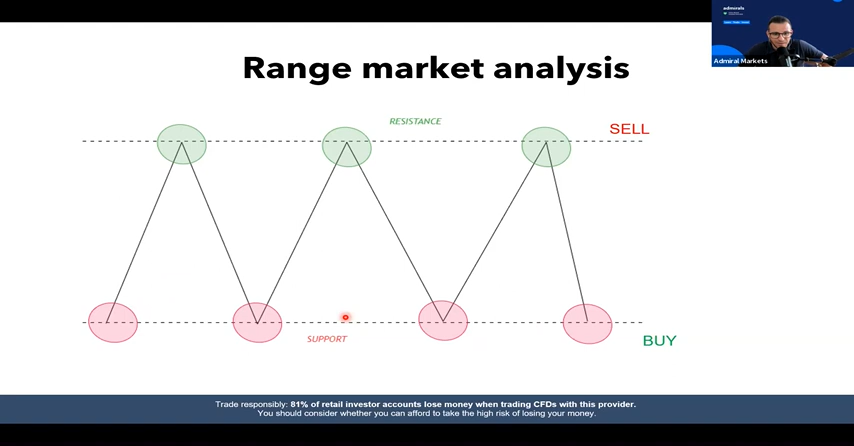 admirals
Admiral Markets
Range market analysis
RESISTANCE
SELL
SUPPORT
BUY
Trade responsibly: 81% of retail investor accounts lose money when trading CFDs with this provider.
You should consider whether you can afford to take the high risk of losing your money.